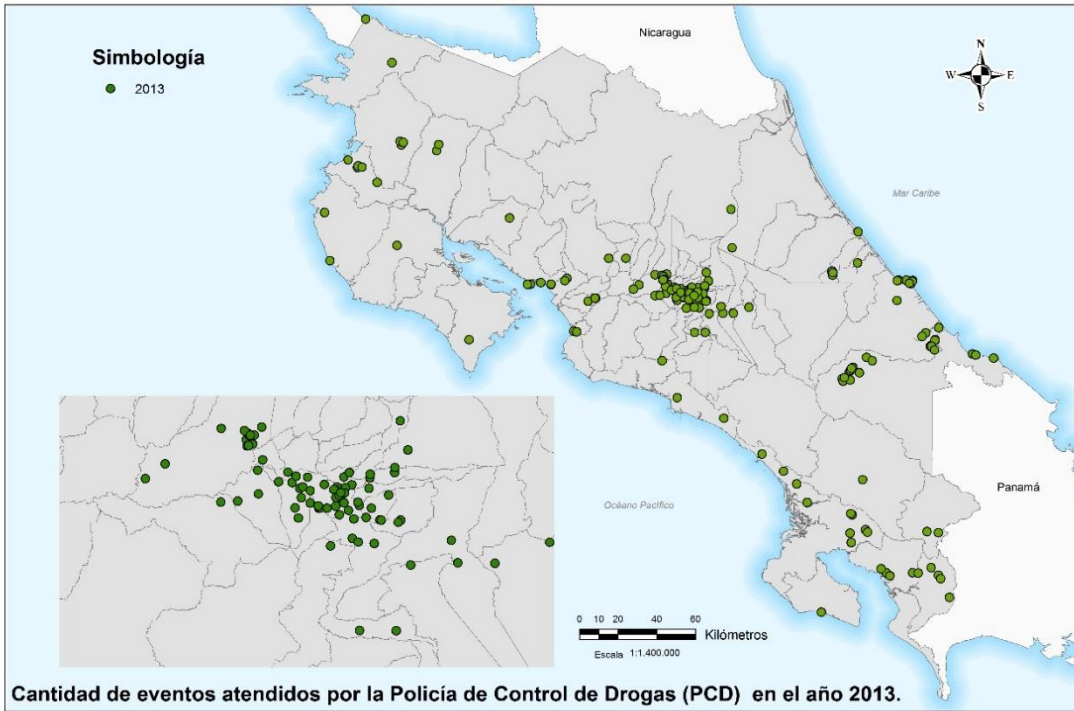 Nicaragua
Simbología
2013
N
W E
S
Mar Caribe
Panamá
Océano Pacífico
0 10 20 40 60
Kilómetros
Escala 1:1.400.000
Cantidad de eventos atendidos por la Policía de Control de Drogas (PCD) en el año 2013.